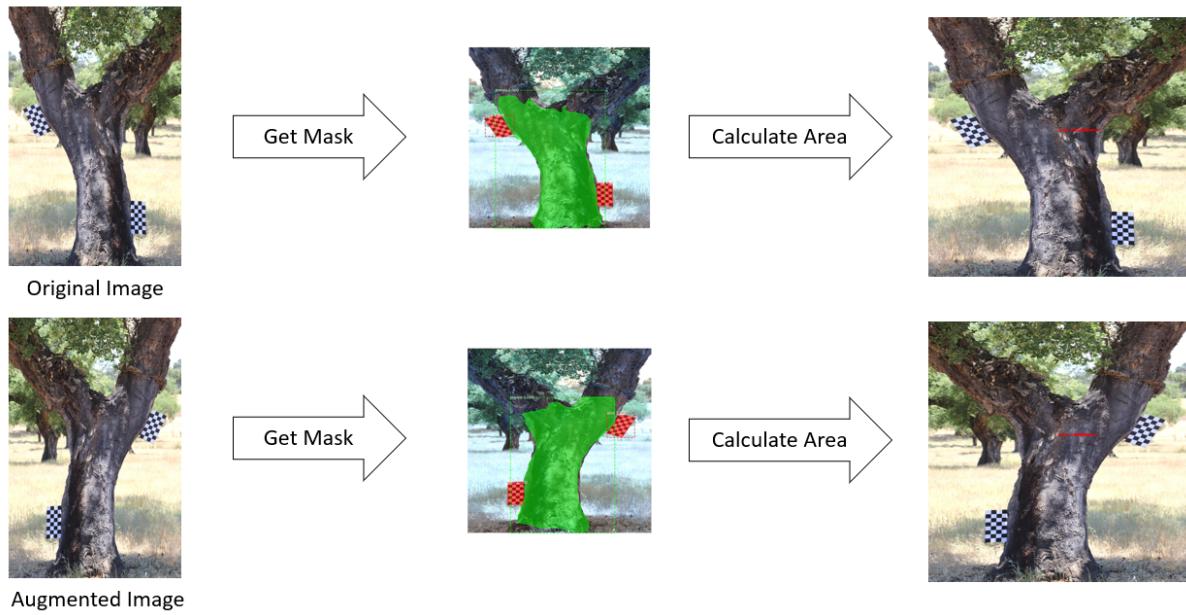 Get Mask
Calculate Area
Original Image
Get Mask
Calculate Area
Augmented Image